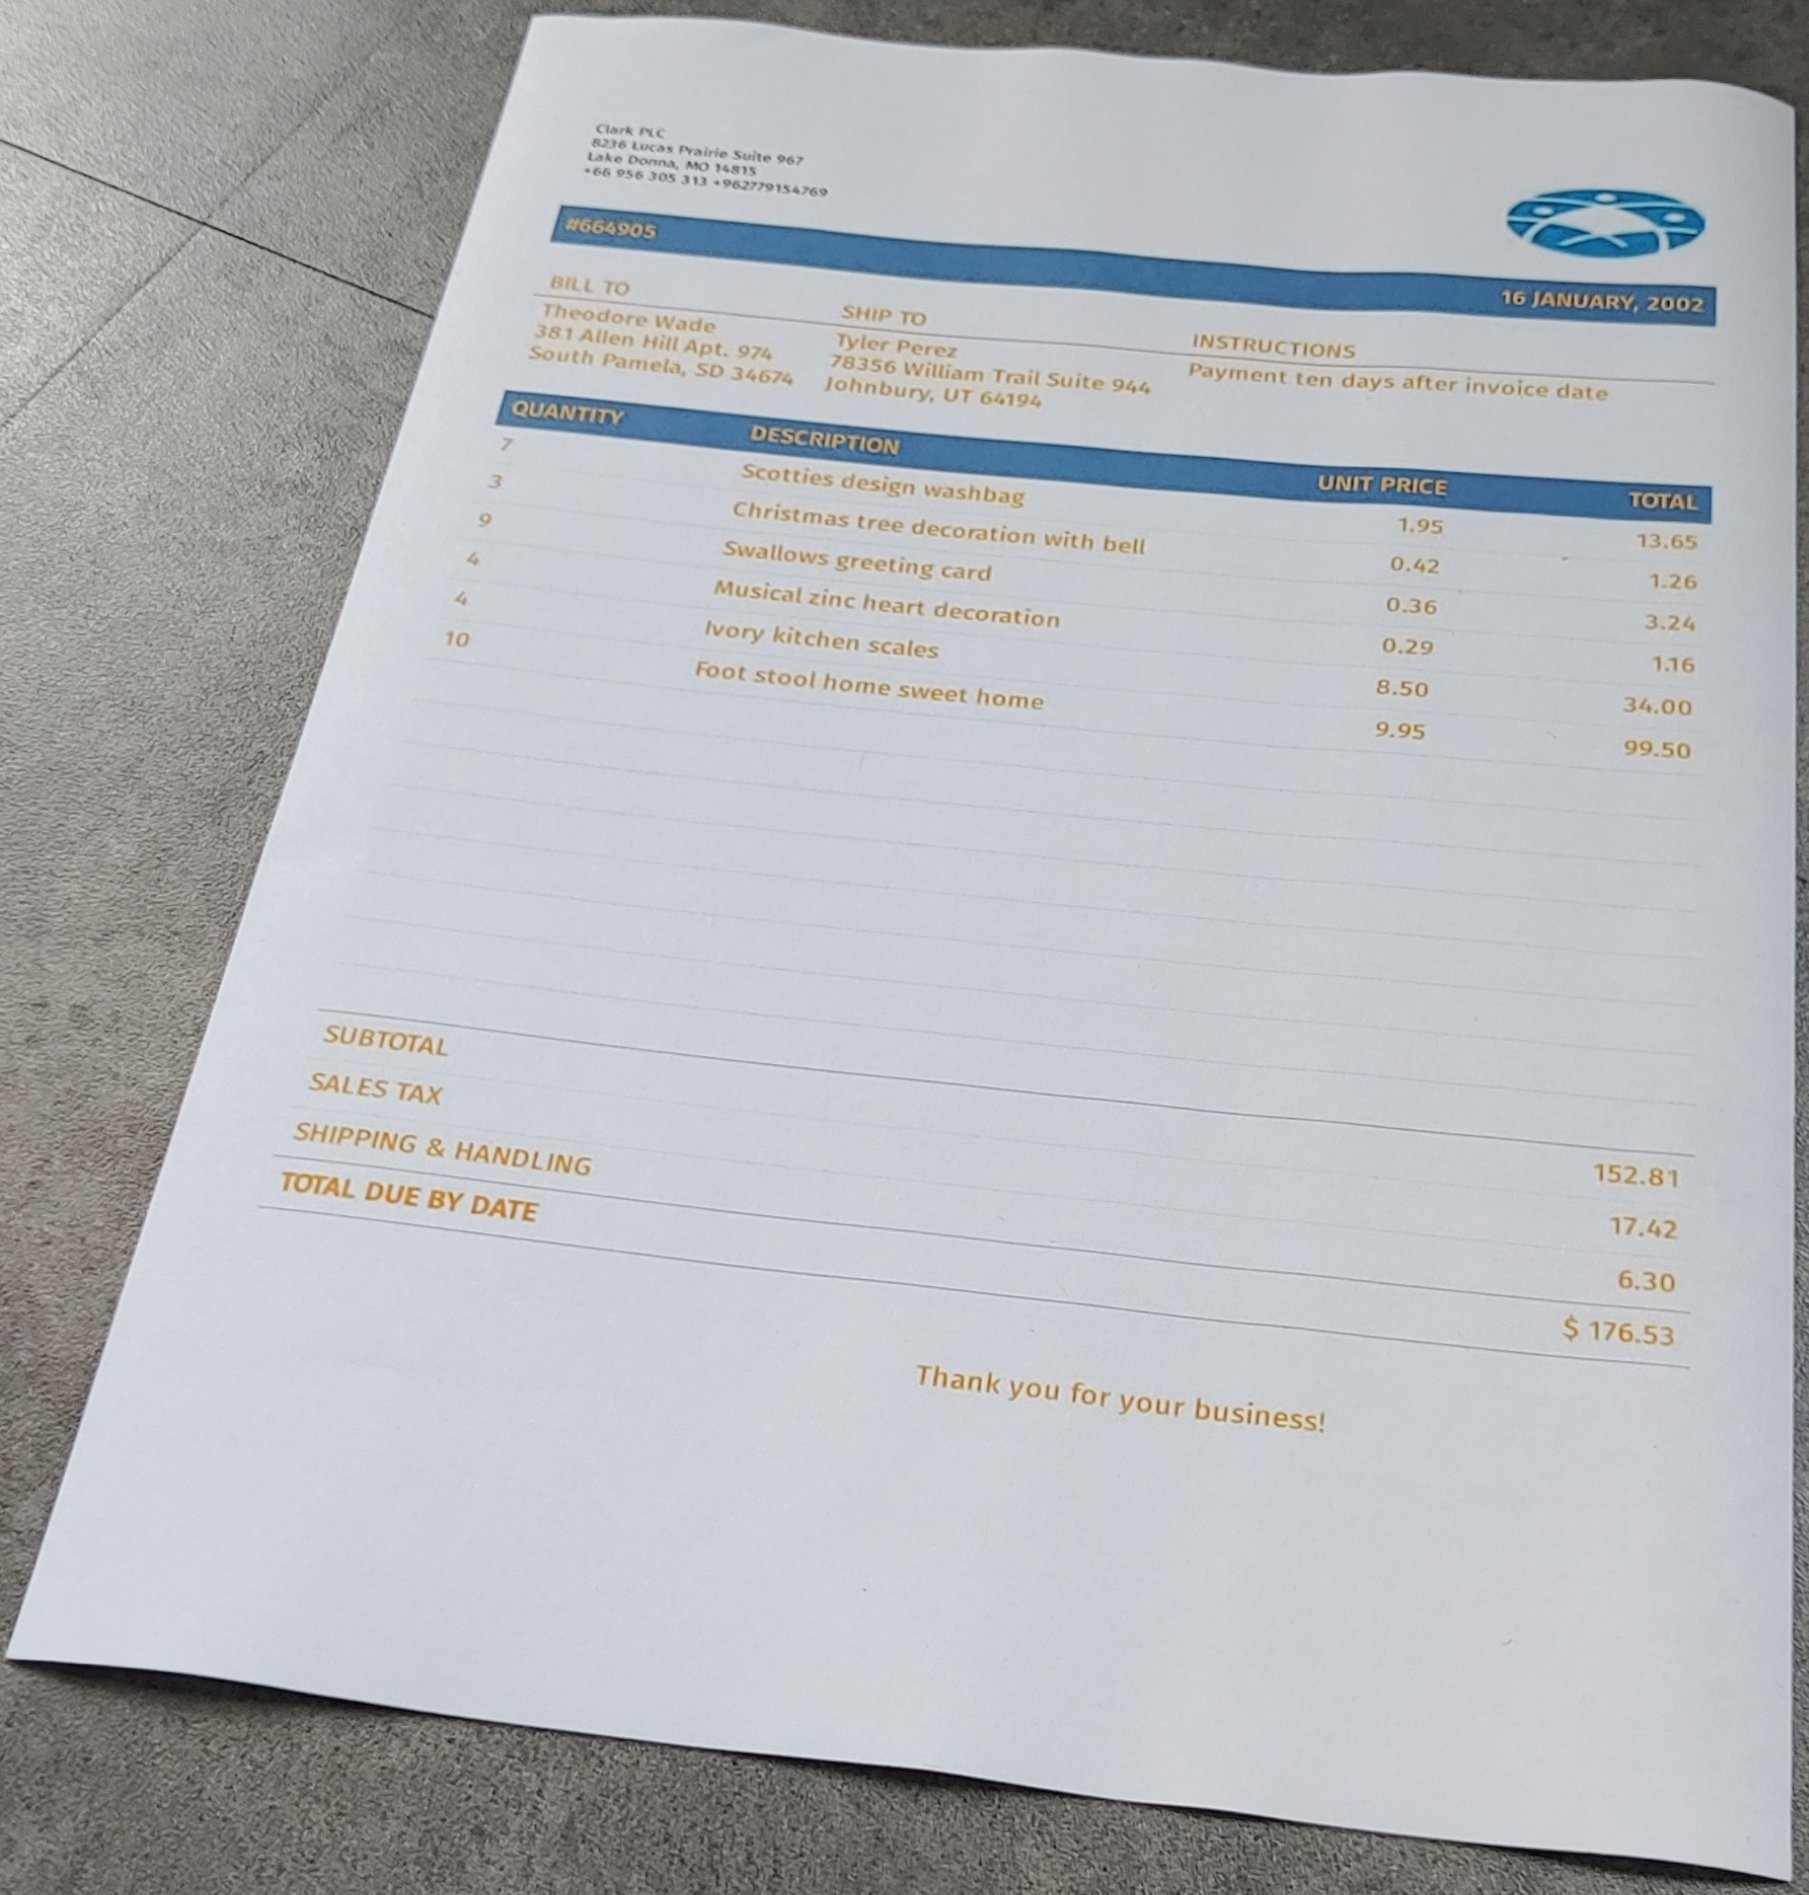 Clark PLC
8236 Lucas Prairie Suite 967
Lake Donna, MO 14815
+66 956 305 313 +962779154769
#664905
16 JANUARY, 2002
BILL TO
Theodore Wade
381 Allen Hill Apt. 974
South Pamela, SD 34674
SHIP TO
Tyler Perez
78356 William Trail Suite 944
Johnbury, UT 64194
INSTRUCTIONS
Payment ten days after invoice date
QUANTITY DESCRIPTION UNIT PRICE TOTAL
7 Scotties design washbag 1.95 13.65
3 Christmas tree decoration with bell 0.42 1.26
9 Swallows greeting card 0.36 3.24
4 Musical zinc heart decoration 0.29 1.16
4 Ivory kitchen scales 8.50 34.00
10 Foot stool home sweet home 9.95 99.50
SUBTOTAL 152.81
SALES TAX 17.42
SHIPPING & HANDLING 6.30
TOTAL DUE BY DATE $ 176.53
Thank you for your business!